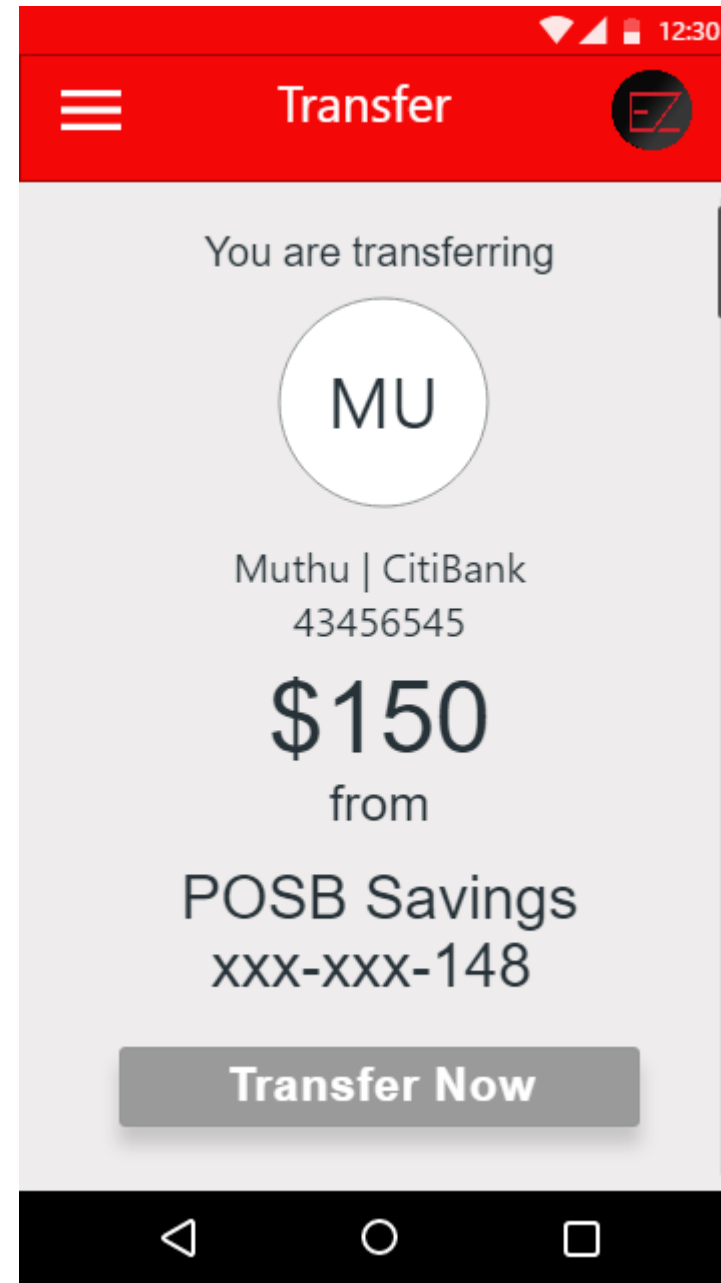 12:30
Transfer
EZ
You are transferring
MU
Muthu | CitiBank
43456545
$150
from
POSB Savings
xxx-xxx-148
Transfer Now